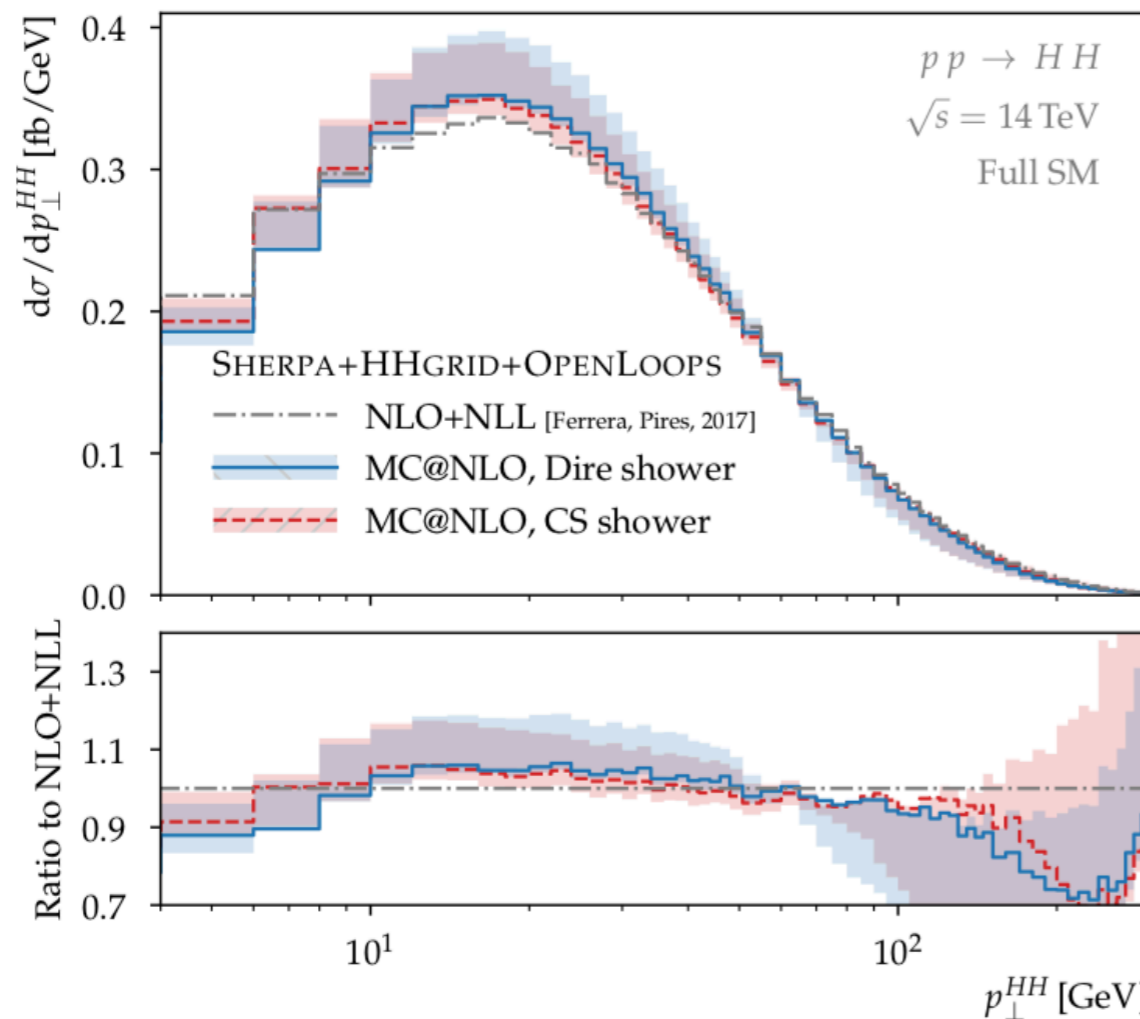 0.4
0.3
0.2
0.1
0.0
dσ/dp_⊥^{HH} [fb/GeV]
p p → H H
√s = 14 TeV
Full SM
SHERPA+HHGRID+OPENLOOPS
NLO+NLL [Ferrera, Pires, 2017]
MC@NLO, Dire shower
MC@NLO, CS shower
1.3
1.1
0.9
0.7
Ratio to NLO+NLL
10¹ 10²
p_⊥^{HH} [GeV]